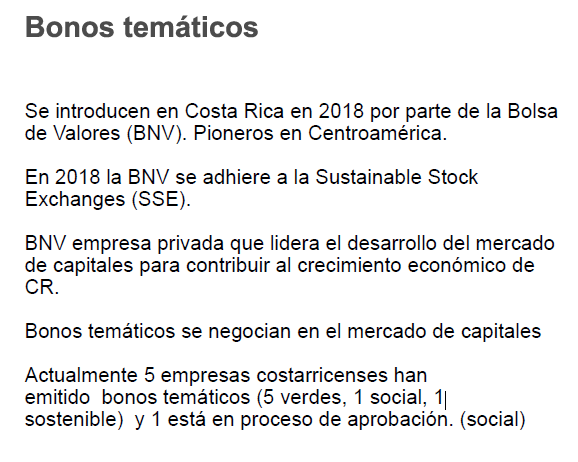 Bonos temáticos
Se introducen en Costa Rica en 2018 por parte de la Bolsa
de Valores (BNV). Pioneros en Centroamérica.
En 2018 la BNV se adhiere a la Sustainable Stock
Exchanges (SSE).
BNV empresa privada que lidera el desarrollo del mercado
de capitales para contribuir al crecimiento económico de
CR.
Bonos temáticos se negocian en el mercado de capitales
Actualmente 5 empresas costarricenses han
emitido  bonos temáticos (5 verdes, 1 social, 1
sostenible)  y 1 está en proceso de aprobación. (social)